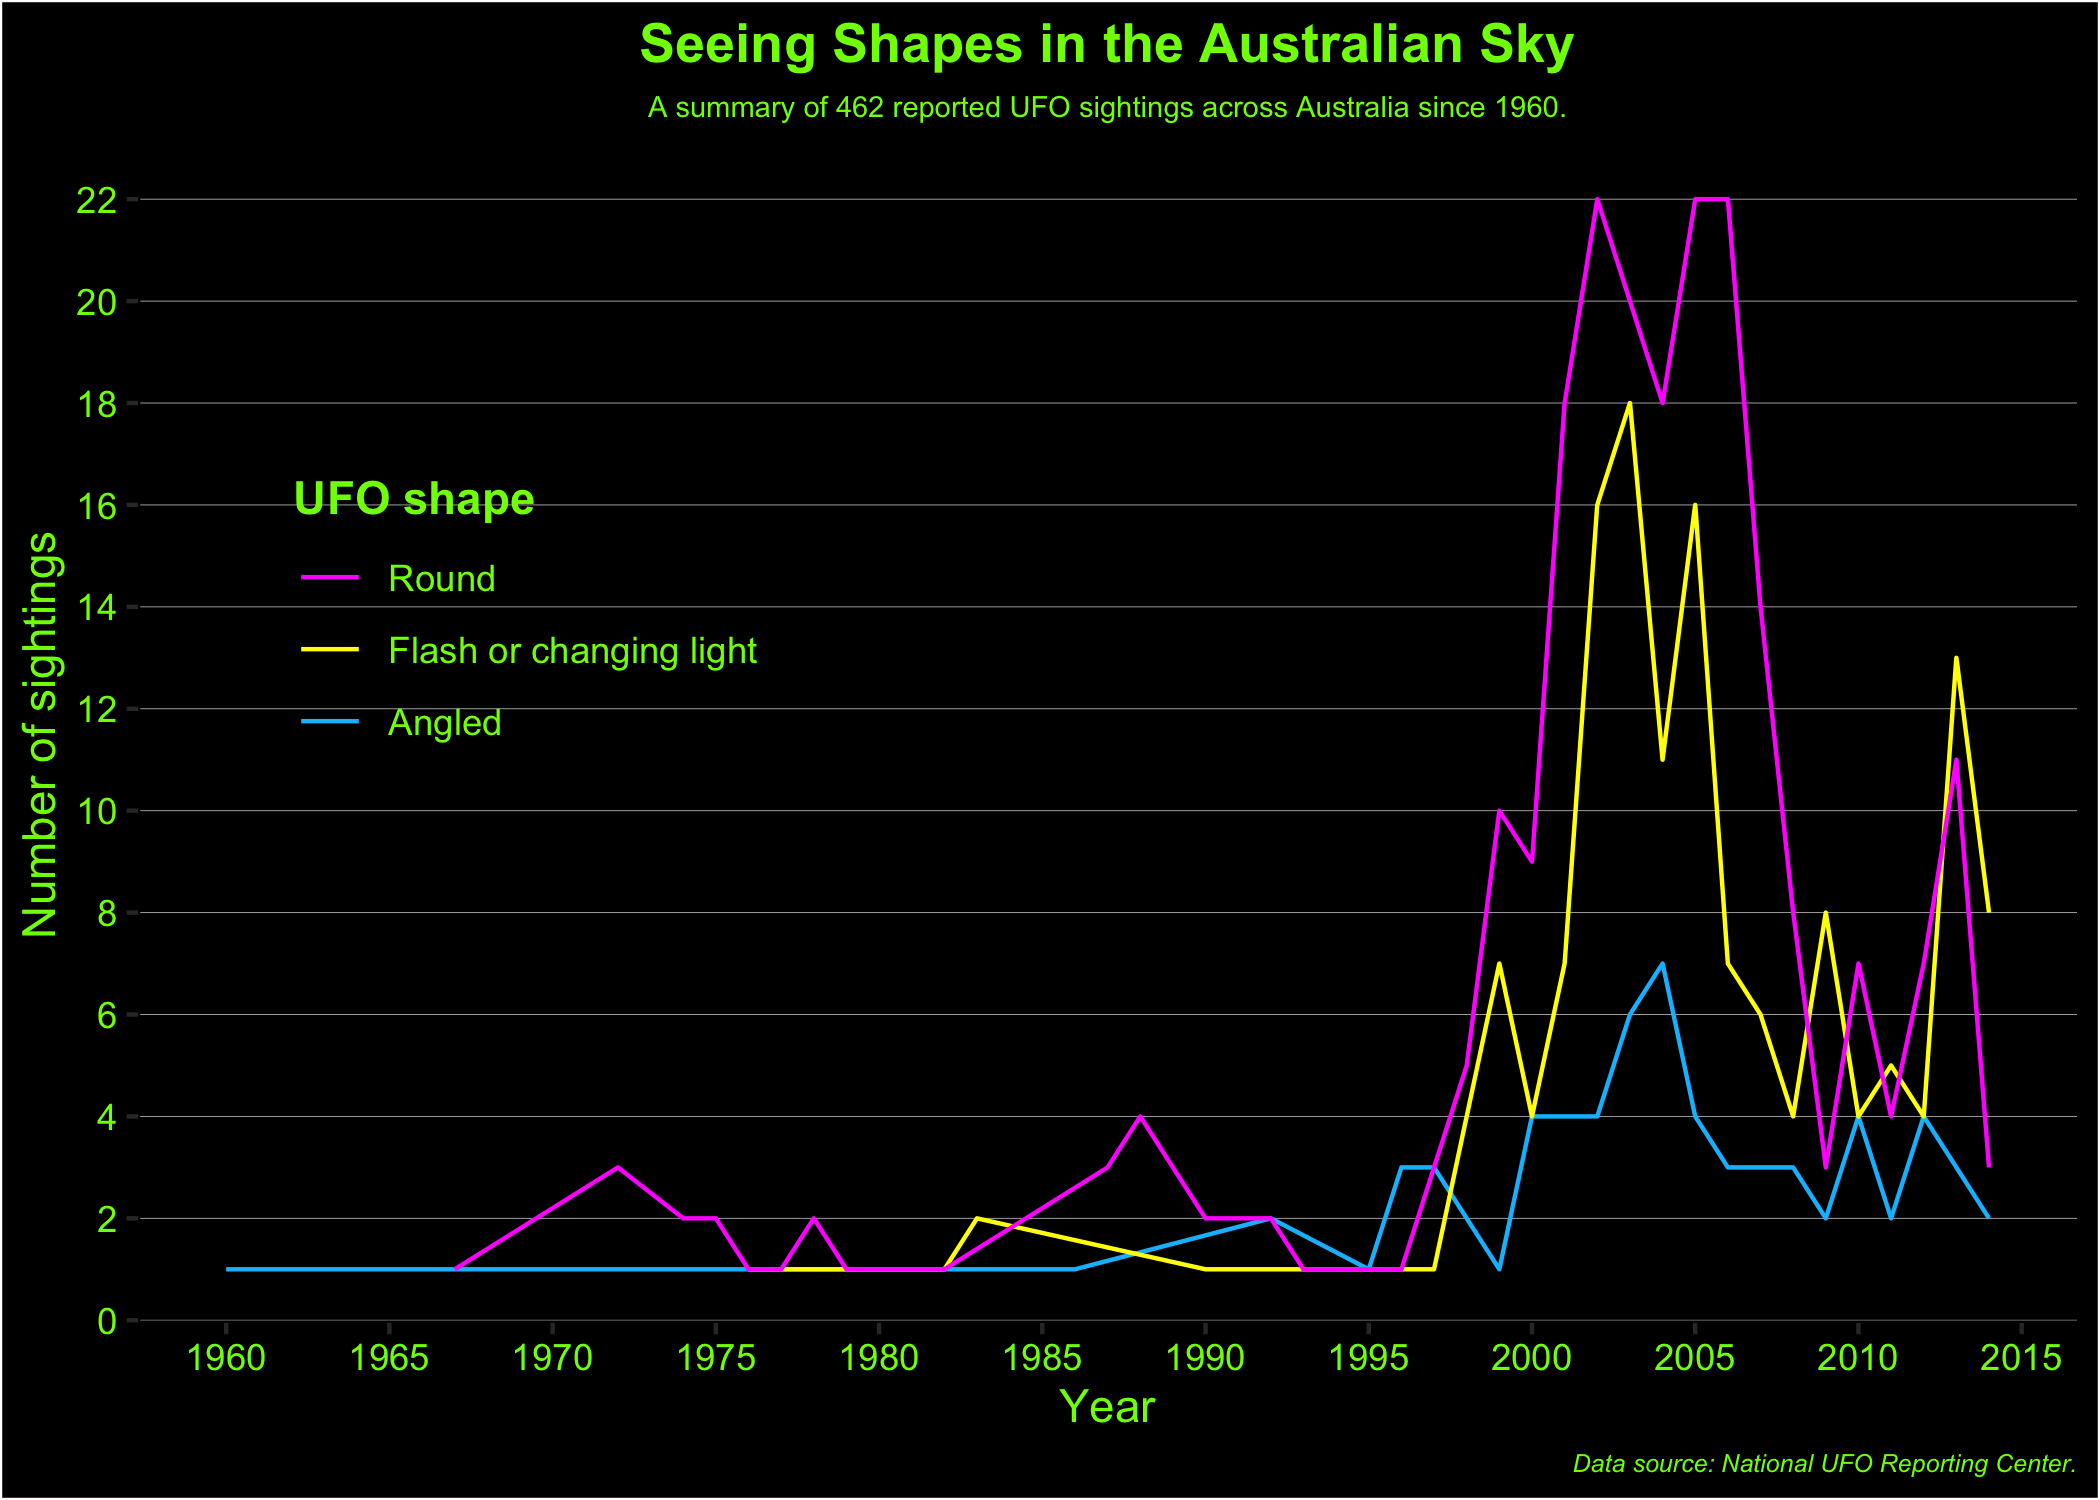 Seeing Shapes in the Australian Sky
A summary of 462 reported UFO sightings across Australia since 1960.
22
20
18
16
14
12
10
8
6
4
2
0
Number of sightings
UFO shape
Round
Flash or changing light
Angled
1960 1965 1970 1975 1980 1985 1990 1995 2000 2005 2010 2015
Year
Data source: National UFO Reporting Center.